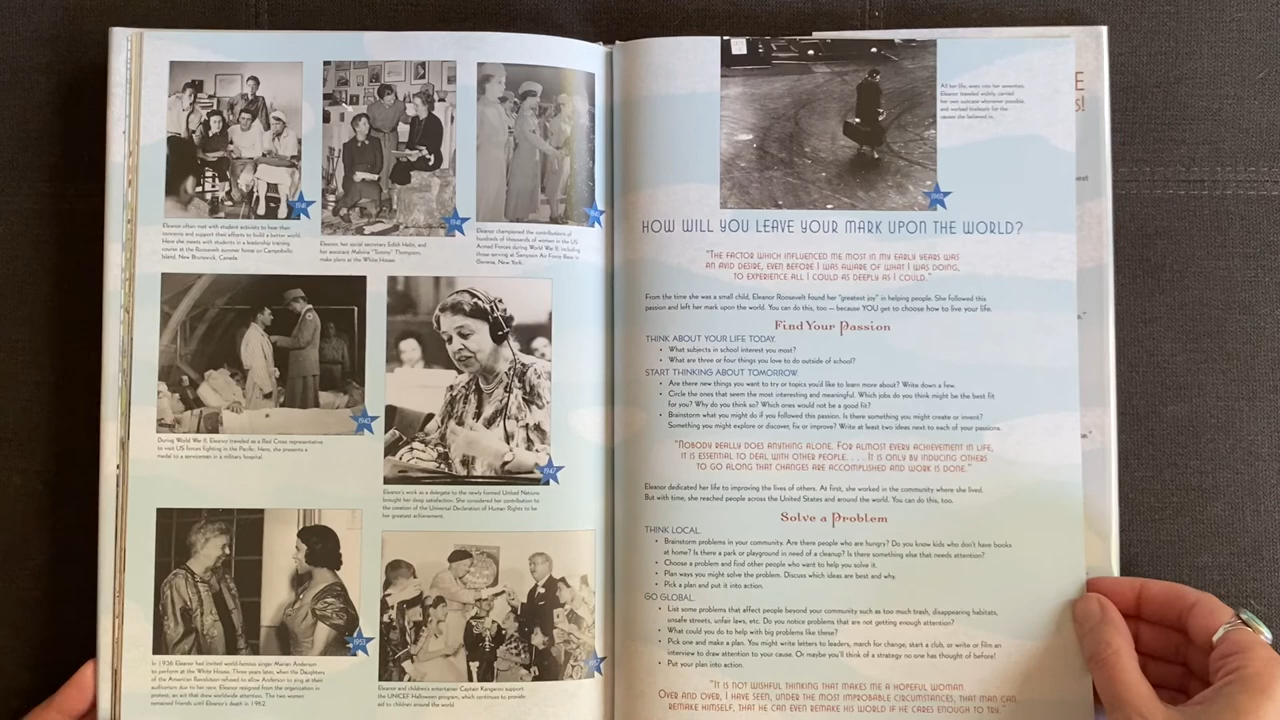 1941
Eleanor often met with student activists to hear their
concerns and support their efforts to build a better world.
Here she meets with students in a leadership training
course at the Roosevelt summer home on Campobello
Island, New Brunswick, Canada.
1941
Eleanor, her social secretary Edith Helm, and
her assistant Malvina "Tommy" Thompson,
make plans at the White House.
Eleanor championed the contributions of
hundreds of thousands of women in the US
Armed Forces during World War II, including
those serving at Sampson Air Force Base in
Geneva, New York.
1943
During World War II, Eleanor traveled as a Red Cross representative
to visit US forces fighting in the Pacific. Here, she presents a
medal to a serviceman in a military hospital.
1947
Eleanor's work as a delegate to the newly formed United Nations
brought her deep satisfaction. She considered her contribution to
the creation of the Universal Declaration of Human Rights to be
her greatest achievement.
1953
In 1936 Eleanor had invited world-famous singer Marian Anderson
to perform at the White House. Three years later, when the Daughters
of the American Revolution refused to allow Anderson to sing at their
auditorium due to her race, Eleanor resigned from the organization in
protest, an act that drew worldwide attention. The two women
remained friends until Eleanor's death in 1962.
Eleanor and children's entertainer Captain Kangaroo support
the UNICEF Halloween program, which continues to provide
aid to children around the world
All her life, even into her seventies,
Eleanor traveled widely, carried
her own suitcase whenever possible,
and worked tirelessly for the
causes she believed in.
1960
HOW WILL YOU LEAVE YOUR MARK UPON THE WORLD?
"THE FACTOR WHICH INFLUENCED ME MOST IN MY EARLY YEARS WAS
AN AVID DESIRE, EVEN BEFORE I WAS AWARE OF WHAT I WAS DOING,
TO EXPERIENCE ALL I COULD AS DEEPLY AS I COULD."
From the time she was a small child, Eleanor Roosevelt found her "greatest joy" in helping people. She followed this
passion and left her mark upon the world. You can do this, too — because YOU get to choose how to live your life.
Find Your Passion
THINK ABOUT YOUR LIFE TODAY.
• What subjects in school interest you most?
• What are three or four things you love to do outside of school?
START THINKING ABOUT TOMORROW.
• Are there new things you want to try or topics you'd like to learn more about? Write down a few.
• Circle the ones that seem the most interesting and meaningful. Which jobs do you think might be the best fit
for you? Why do you think so? Which ones would not be a good fit?
• Brainstorm what you might do if you followed this passion. Is there something you might create or invent?
Something you might explore or discover, fix or improve? Write at least two ideas next to each of your passions.
"NOBODY REALLY DOES ANYTHING ALONE. FOR ALMOST EVERY ACHIEVEMENT IN LIFE,
IT IS ESSENTIAL TO DEAL WITH OTHER PEOPLE. . . . IT IS ONLY BY INDUCING OTHERS
TO GO ALONG THAT CHANGES ARE ACCOMPLISHED AND WORK IS DONE."
Eleanor dedicated her life to improving the lives of others. At first, she worked in the community where she lived.
But with time, she reached people across the United States and around the world. You can do this, too.
Solve a Problem
THINK LOCAL.
• Brainstorm problems in your community. Are there people who are hungry? Do you know kids who don't have books
at home? Is there a park or playground in need of a cleanup? Is there something else that needs attention?
• Choose a problem and find other people who want to help you solve it.
• Plan ways you might solve the problem. Discuss which ideas are best and why.
• Pick a plan and put it into action.
GO GLOBAL.
• List some problems that affect people beyond your community such as too much trash, disappearing habitats,
unsafe streets, unfair laws, etc. Do you notice problems that are not getting enough attention?
• What could you do to help with big problems like these?
• Pick one and make a plan. You might write letters to leaders, march for change, start a club, or write or film an
interview to draw attention to your cause. Or maybe you'll think of a strategy no one has thought of before!
• Put your plan into action.
"IT IS NOT WISHFUL THINKING THAT MAKES ME A HOPEFUL WOMAN.
OVER AND OVER, I HAVE SEEN, UNDER THE MOST IMPROBABLE CIRCUMSTANCES, THAT MAN CAN
REMAKE HIMSELF, THAT HE CAN EVEN REMAKE HIS WORLD IF HE CARES ENOUGH TO TRY."